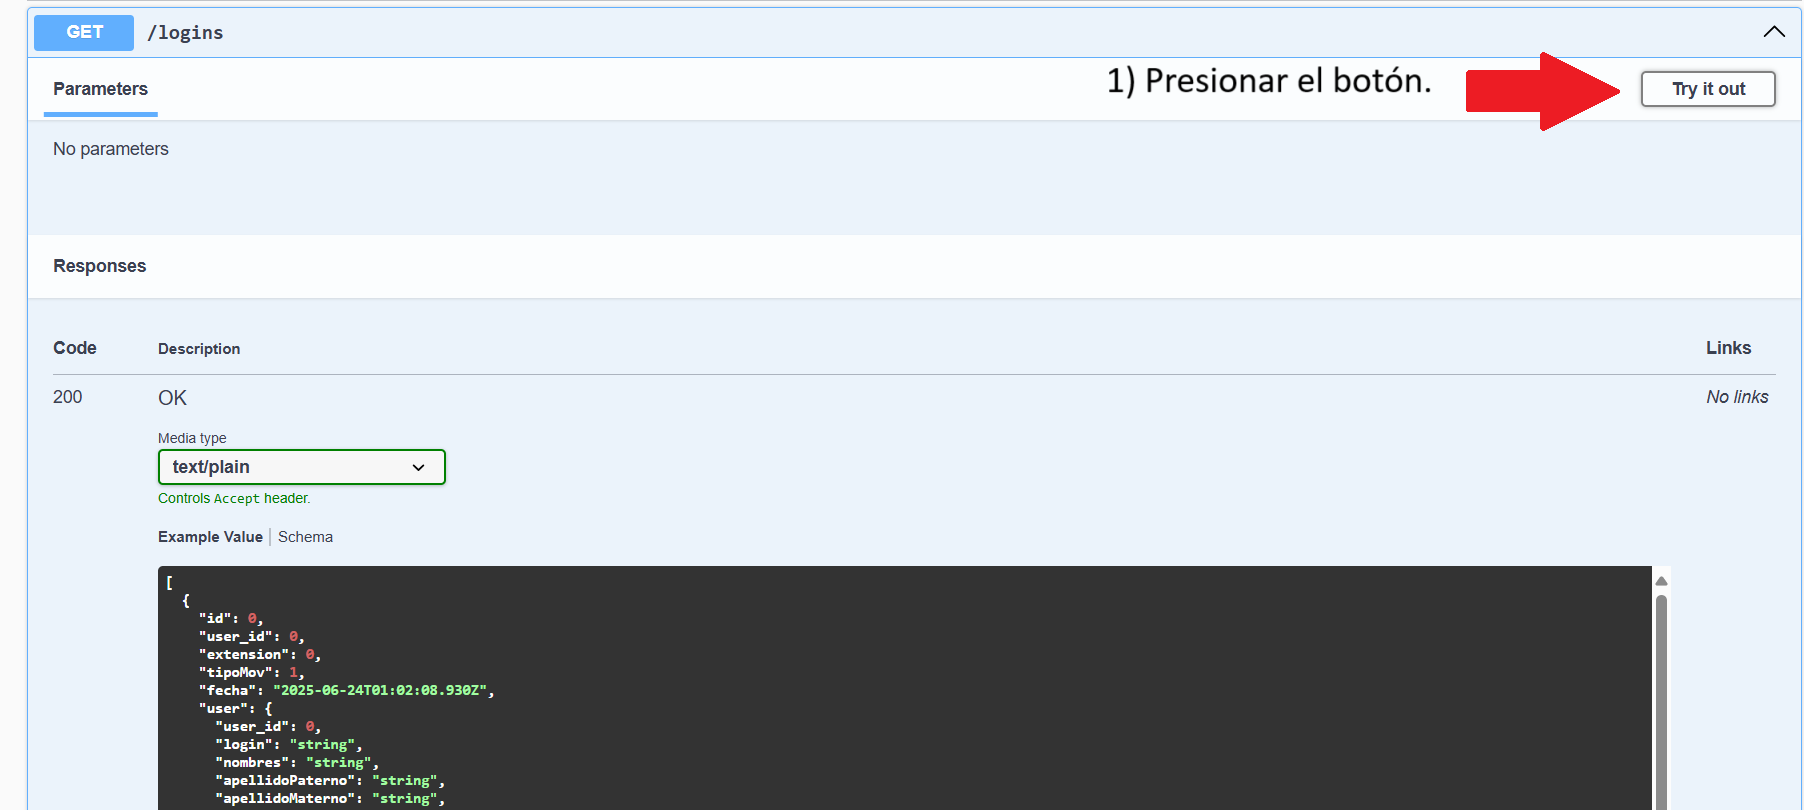 GET /logins
Parameters
1) Presionar el botón.
Try it out
No parameters
Responses
Code Description Links
200 OK No links
Media type
text/plain
Controls Accept header.
Example Value Schema
[
  {
    "id": 0,
    "user_id": 0,
    "extension": 0,
    "tipoMov": 1,
    "fecha": "2025-06-24T01:02:08.930Z",
    "user": {
      "user_id": 0,
      "login": "string",
      "nombres": "string",
      "apellidoPaterno": "string",
      "apellidoMaterno": "string",